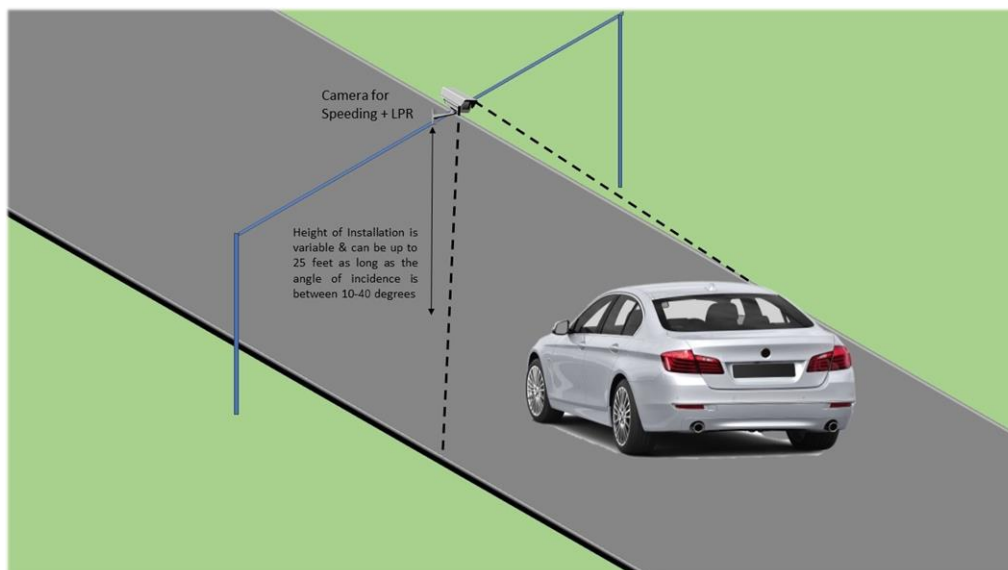 Camera for
Speeding + LPR
Height of Installation is
variable & can be up to
25 feet as long as the
angle of incidence is
between 10-40 degrees